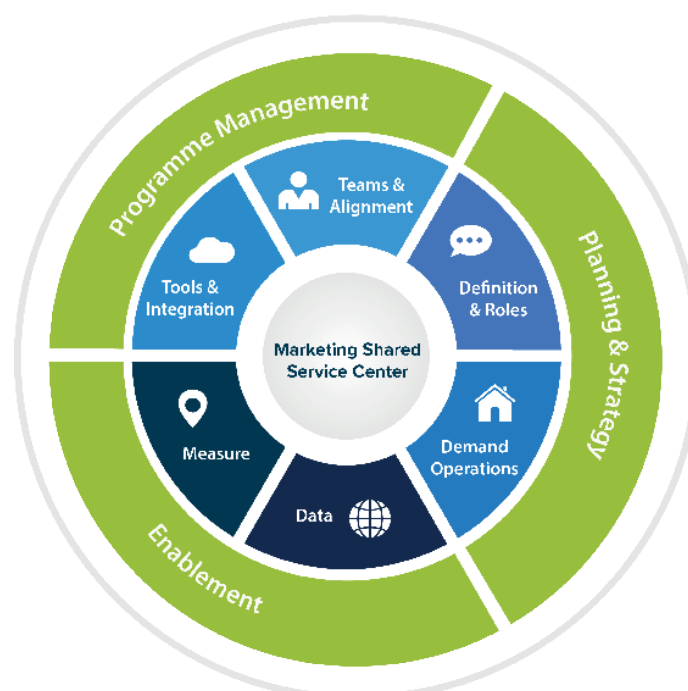 Programme Management
Teams &
Alignment
Tools &
Integration
Definition
& Roles
Planning & Strategy
Marketing Shared
Service Center
Measure
Demand
Operations
Data
Enablement